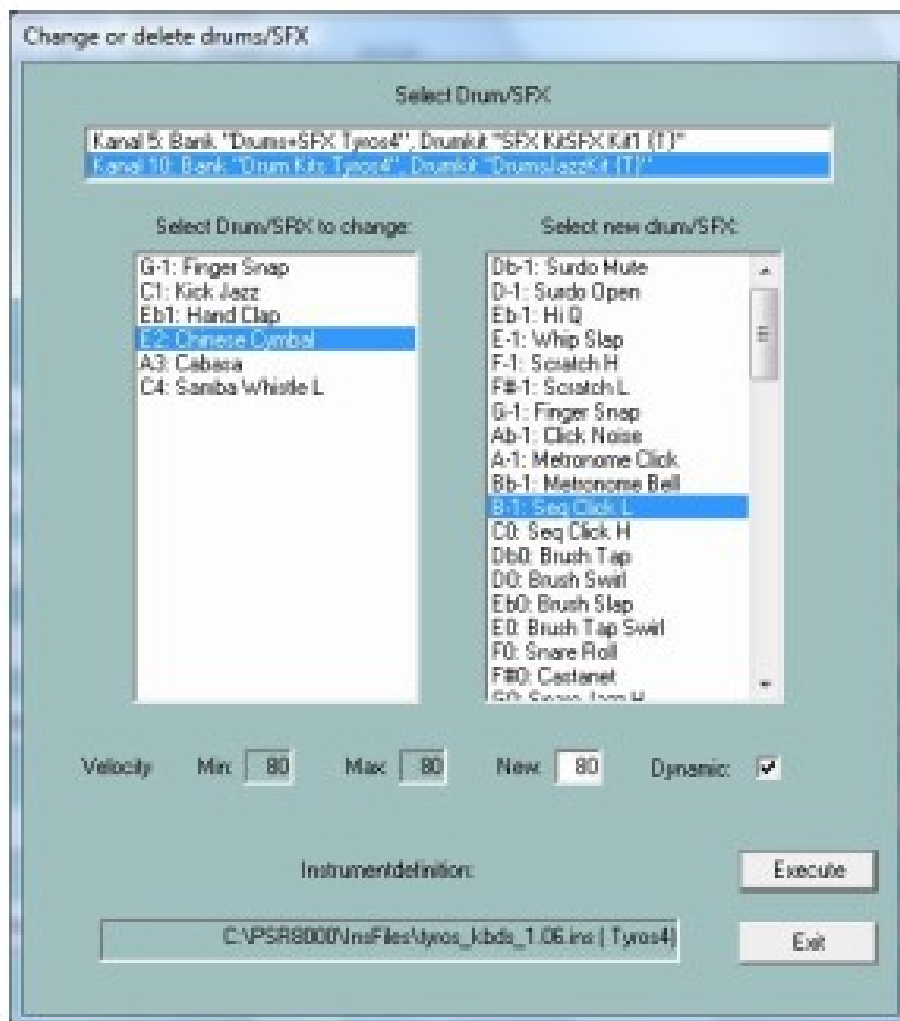 Change or delete drums/SFX
Select Drum/SFX
Kanal 5: Bank "Drums+SFX Tyros4", Drumkit "SFX KitSFX Kit1 {T}"
Kanal 10: Bank "Drum Kits Tyros4", Drumkit "DrumsJazzKit {T}"
Select Drum/SFX to change:
G-1: Finger Snap
C1: Kick Jazz
Eb1: Hand Clap
E2: Chinese Cymbal
A3: Cabasa
C4: Samba Whistle L
Select new drum/SFX:
Db-1: Surdo Mute
D-1: Surdo Open
Eb-1: Hi Q
E-1: Whip Slap
F-1: Scratch H
F#-1: Scratch L
G-1: Finger Snap
Ab-1: Click Noise
A-1: Metronome Click
Bb-1: Metronome Bell
B-1: Seq Click L
C0: Seq Click H
Db0: Brush Tap
D0: Brush Swirl
Eb0: Brush Slap
E0: Brush Tap Swirl
F0: Snare Roll
F#0: Castanet
G0: Snare Jazz H
Velocity Min: 80 Max: 80 New: 80 Dynamic:
Instrumentdefinition:
Execute
C:\PSR8000\InsFiles\tyros_kbds_1.06.ins ( Tyros4)
Exit